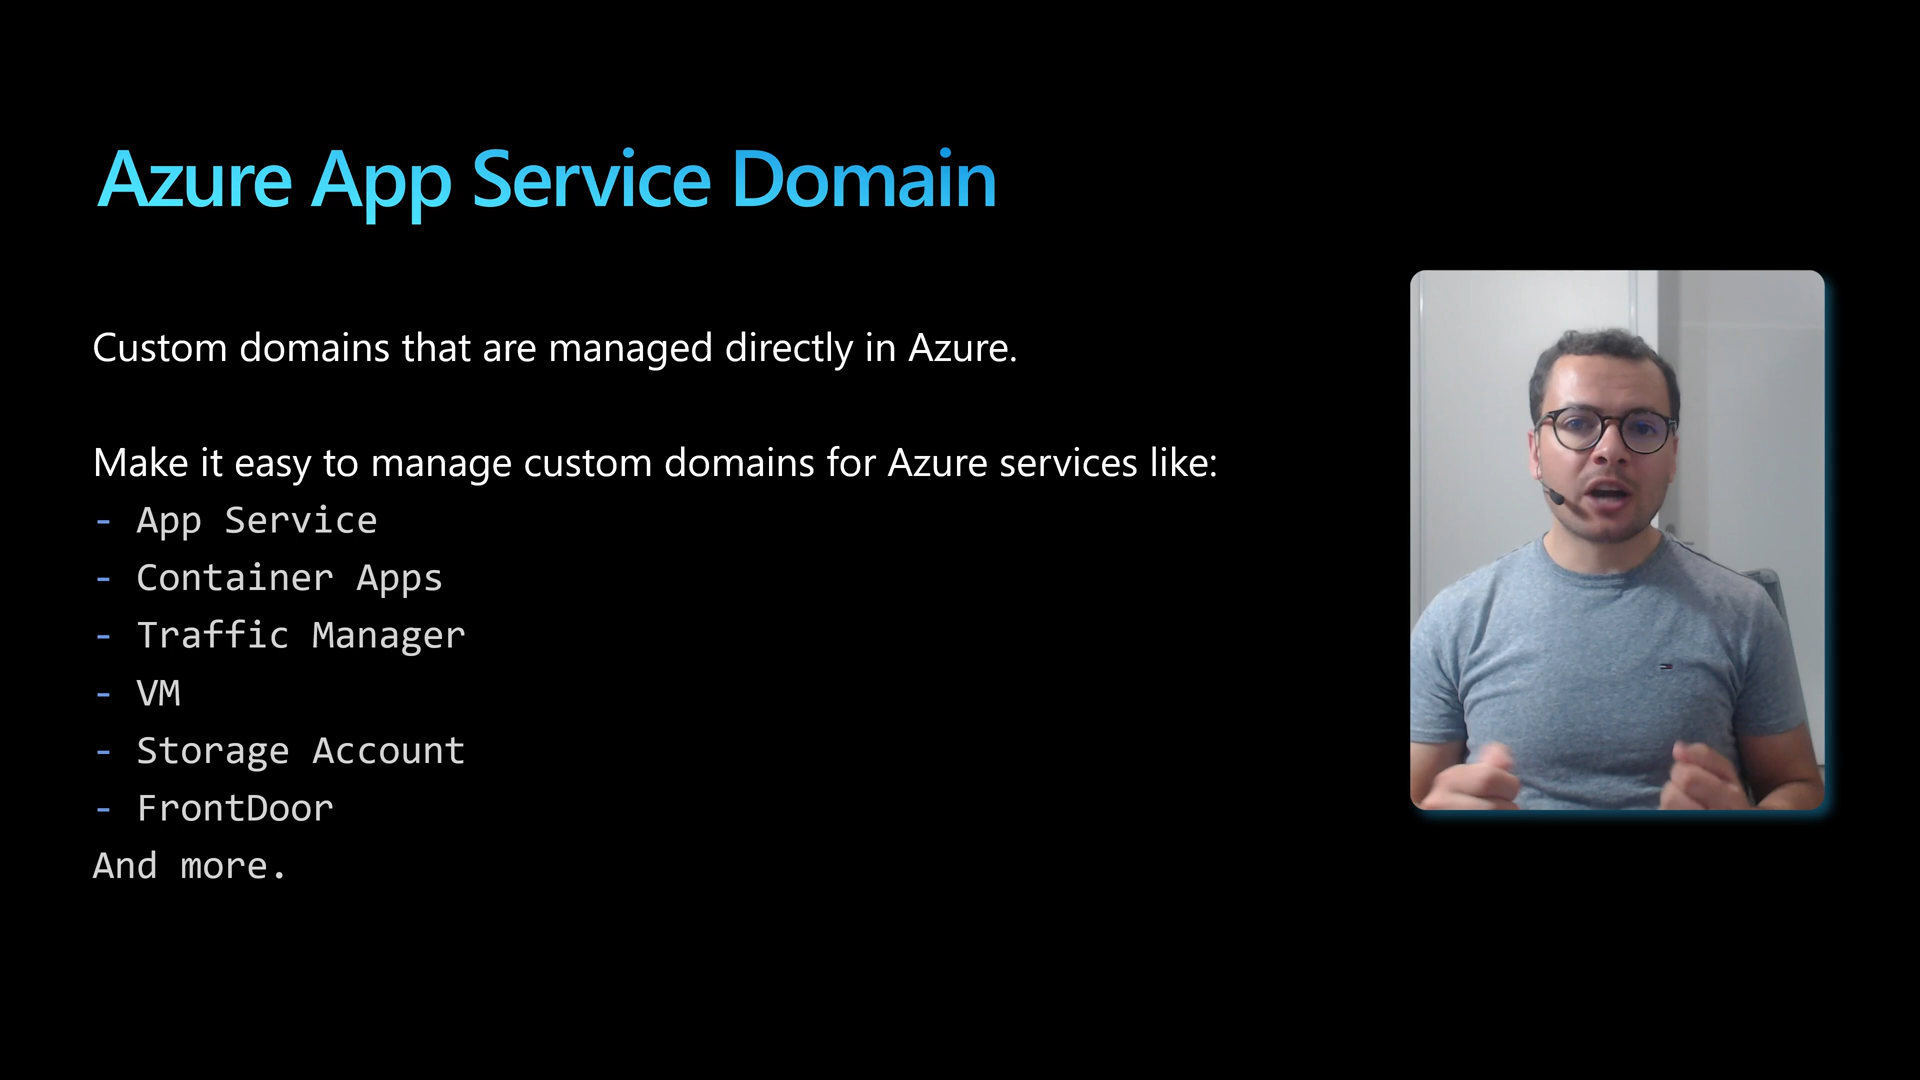 Azure App Service Domain
Custom domains that are managed directly in Azure.
Make it easy to manage custom domains for Azure services like:
- App Service
- Container Apps
- Traffic Manager
- VM
- Storage Account
- FrontDoor
And more.